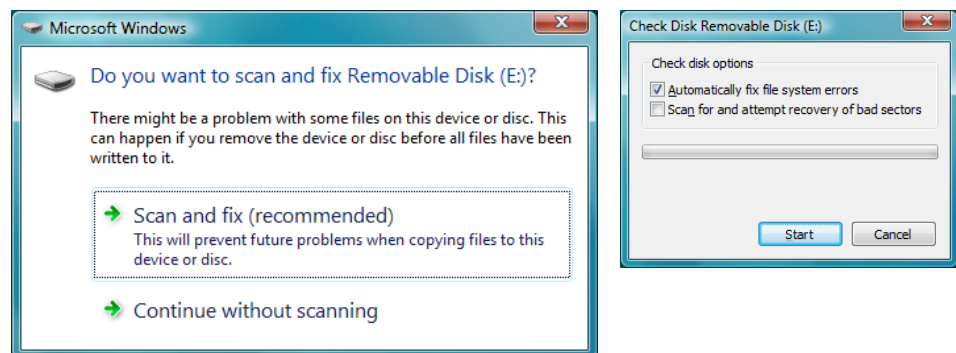 Microsoft Windows
Do you want to scan and fix Removable Disk (E:)?
There might be a problem with some files on this device or disc. This
can happen if you remove the device or disc before all files have been
written to it.
Scan and fix (recommended)
This will prevent future problems when copying files to this
device or disc.
Continue without scanning
Check Disk Removable Disk (E:)
Check disk options
Automatically fix file system errors
Scan for and attempt recovery of bad sectors
Start
Cancel